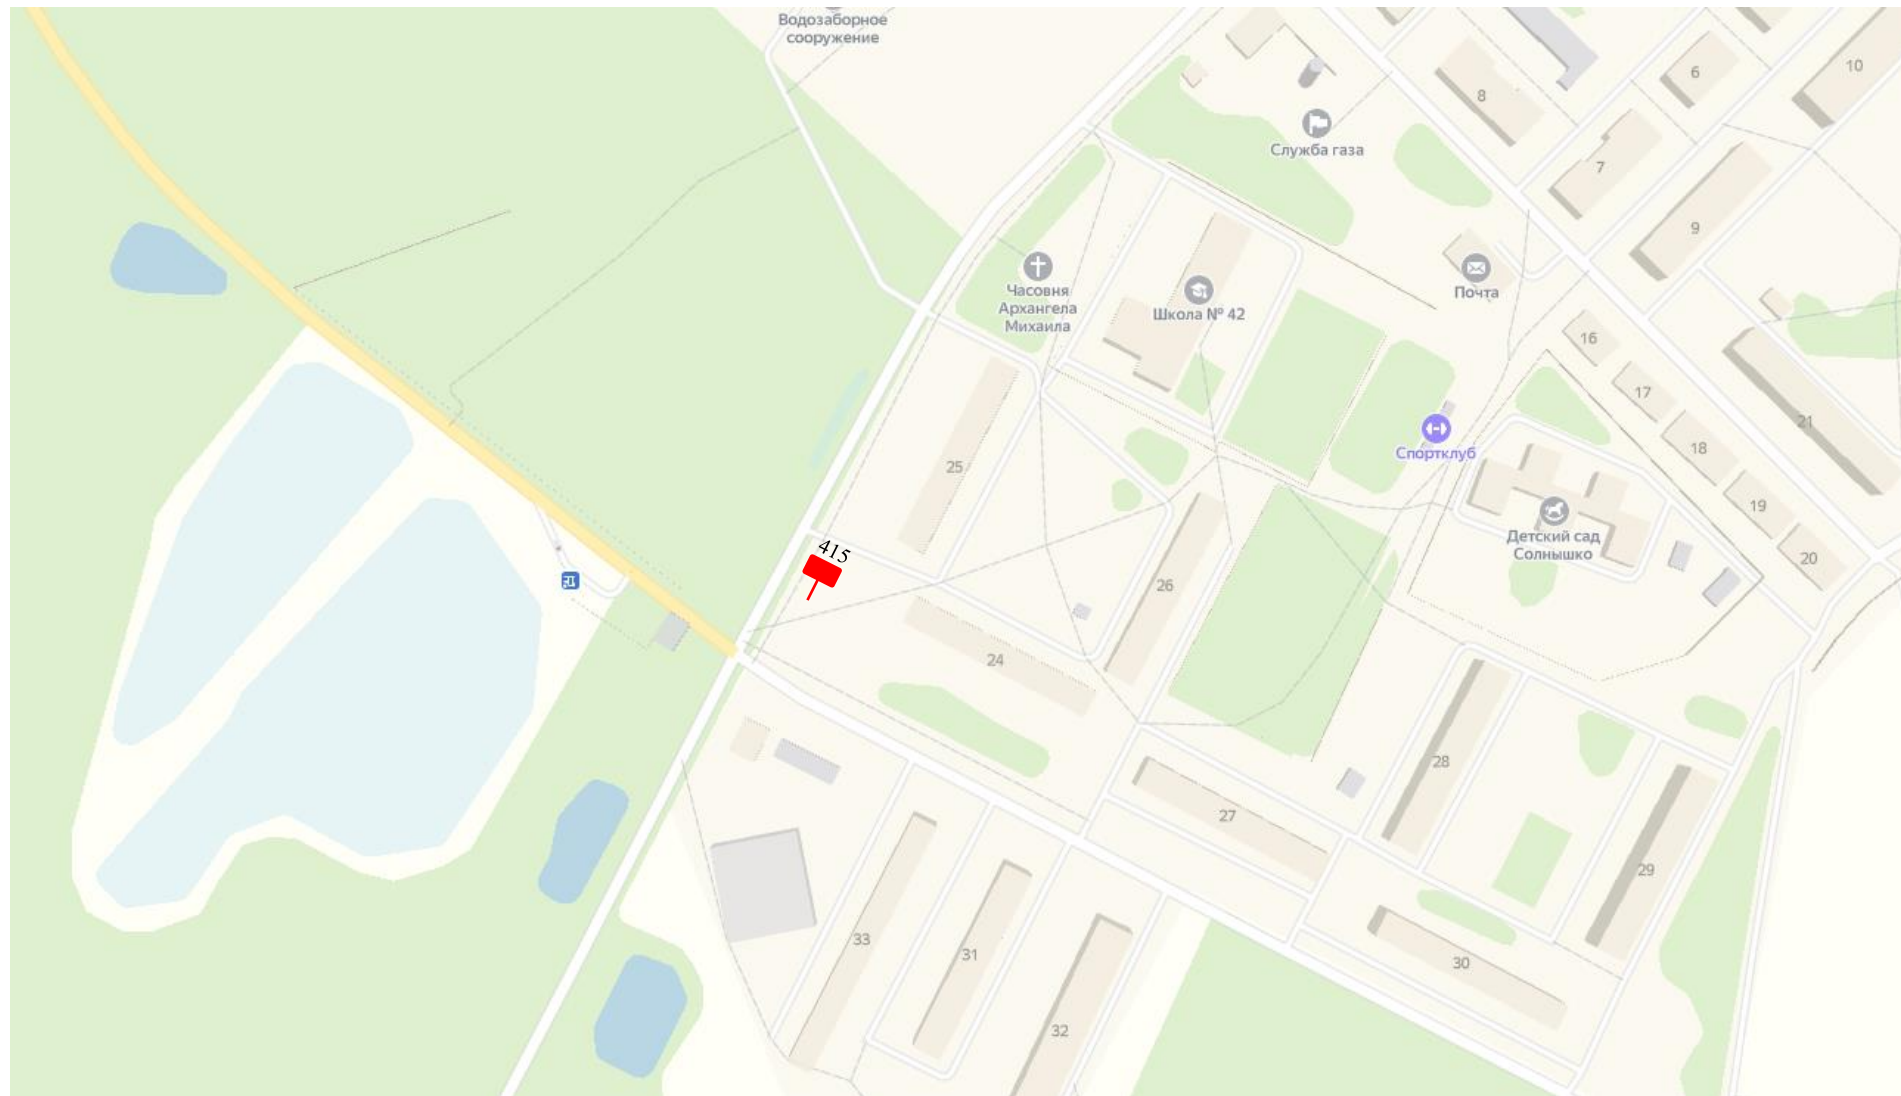 Водозаборное
сооружение
6
10
8
Служба газа
7
9
Часовня
Архангела
Михаила
Школа № 42
Почта
16
17
21
25
Спортклуб
18
19
Детский сад
Солнышко
20
415
26
24
28
27
29
33
31
30
32